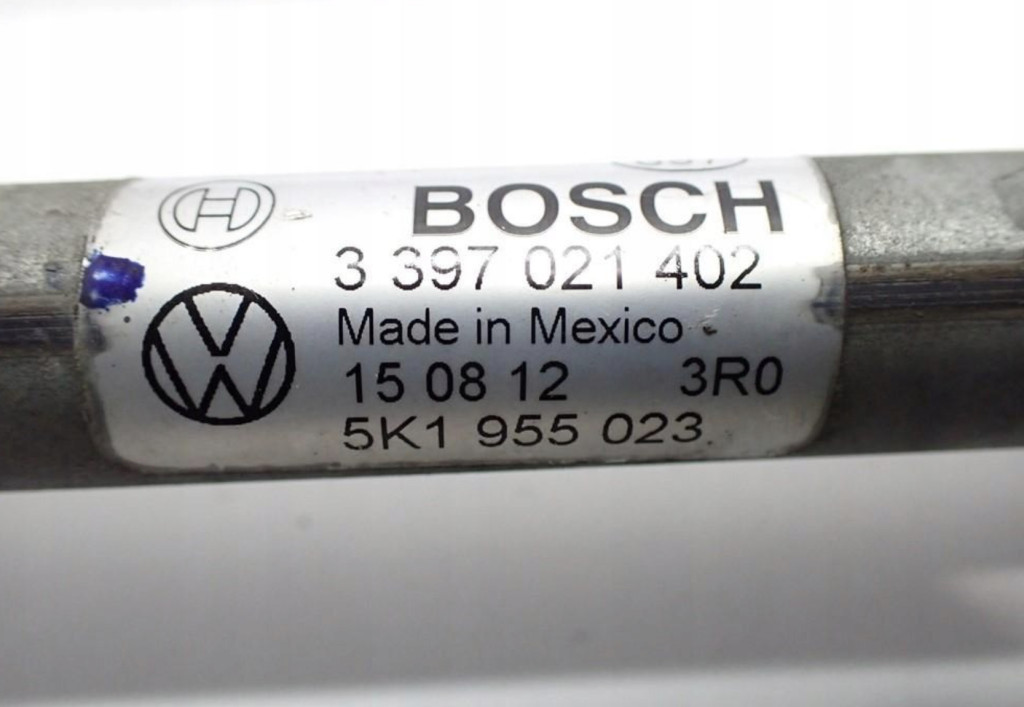 BOSCH
3 397 021 402
Made in Mexico
15 08 12 3R0
5K1 955 023